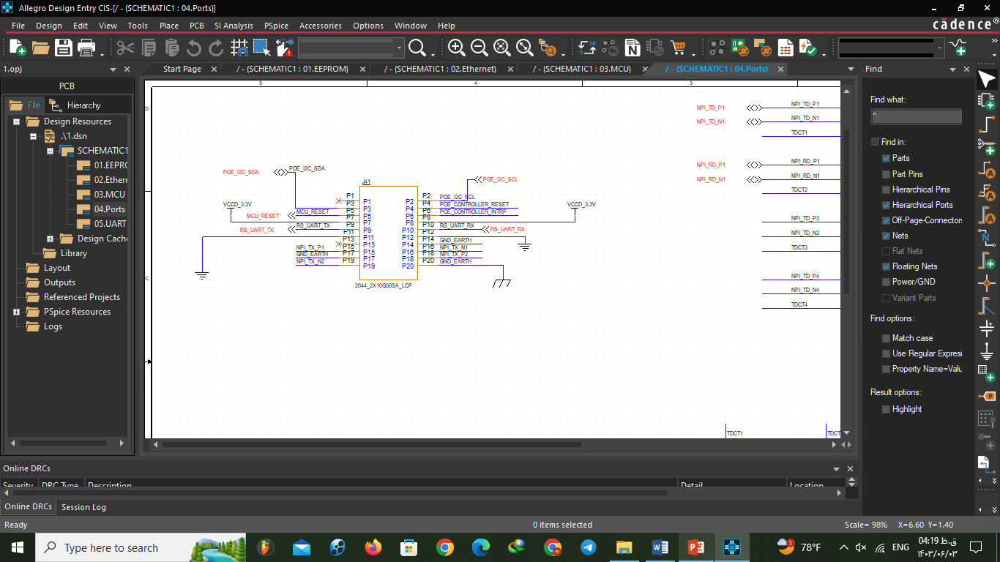 Allegro Design Entry CIS-[/ - (SCHEMATIC1 : 04.Ports)]
File Design Edit View Tools Place PCB SI Analysis PSpice Accessories Options Window Help
cadence®
1.opj
Start Page
/ - (SCHEMATIC1 : 01.EEPROM)
/ - (SCHEMATIC1 : 02.Ethernet)
/ - (SCHEMATIC1 : 03.MCU)
/ - (SCHEMATIC1 : 04.Ports)
PCB
File Hierarchy
Design Resources
.\1.dsn
SCHEMATIC1
01.EEPRO
02.Ethern
03.MCU
04.Ports
05.UART
Design Cache
Library
Layout
Outputs
Referenced Projects
PSpice Resources
Logs
5 4 3
D
C
POE_I2C_SDA POE_I2C_SDA
J41
POE_I2C_SCL
VCCD_3.3V
MCU_RESET MCU_RESET
RS_UART_TX RS_UART_TX
NPI_TX_P1
GND_EARTH
NPI_TX_N2
P1 P1 P2 P2
P3 P3 P4 P4
P5 P5 P6 P6
P7 P7 P8 P8
P9 P9 P10 P10
P11 P11 P12 P12
P13 P13 P14 P14
P15 P15 P16 P16
P17 P17 P18 P18
P19 P19 P20 P20
POE_I2C_SCL
POE_CONTROLLER_RESET
POE_CONTROLLER_INTRP
VCCD_3.3V
RS_UART_RX RS_UART_RX
GND_EARTH
NPI_TX_N1
NPI_TX_P2
GND_EARTH
2044_2X10G30SA_LCP
NPI_TD_P1 NPI_TD_P1
NPI_TD_N1 NPI_TD_N1
TDCT1
NPI_RD_P1 NPI_RD_P1
NPI_RD_N1 NPI_RD_N1
TDCT2
NPI_TD_P3
NPI_TD_N3
TDCT3
NPI_TD_P4
NPI_TD_N4
TDCT4
TDCT1 TDCT
Find
Find what:
*
Find in:
Parts
Part Pins
Hierarchical Pins
Hierarchical Ports
Off-Page-Connectors
Nets
Flat Nets
Floating Nets
Power/GND
Variant Parts
Find options:
Match case
Use Regular Expressi
Property Name=Valu
Result options:
Highlight
Online DRCs
Severity DRC Type Description Detail Location
Online DRCs Session Log
Ready 0 items selected Scale= 98% X=6.60 Y=1.40
Type here to search
78°F
ENG
04:19 ق.ظ
۱۴۰۳/۰۶/۰۳